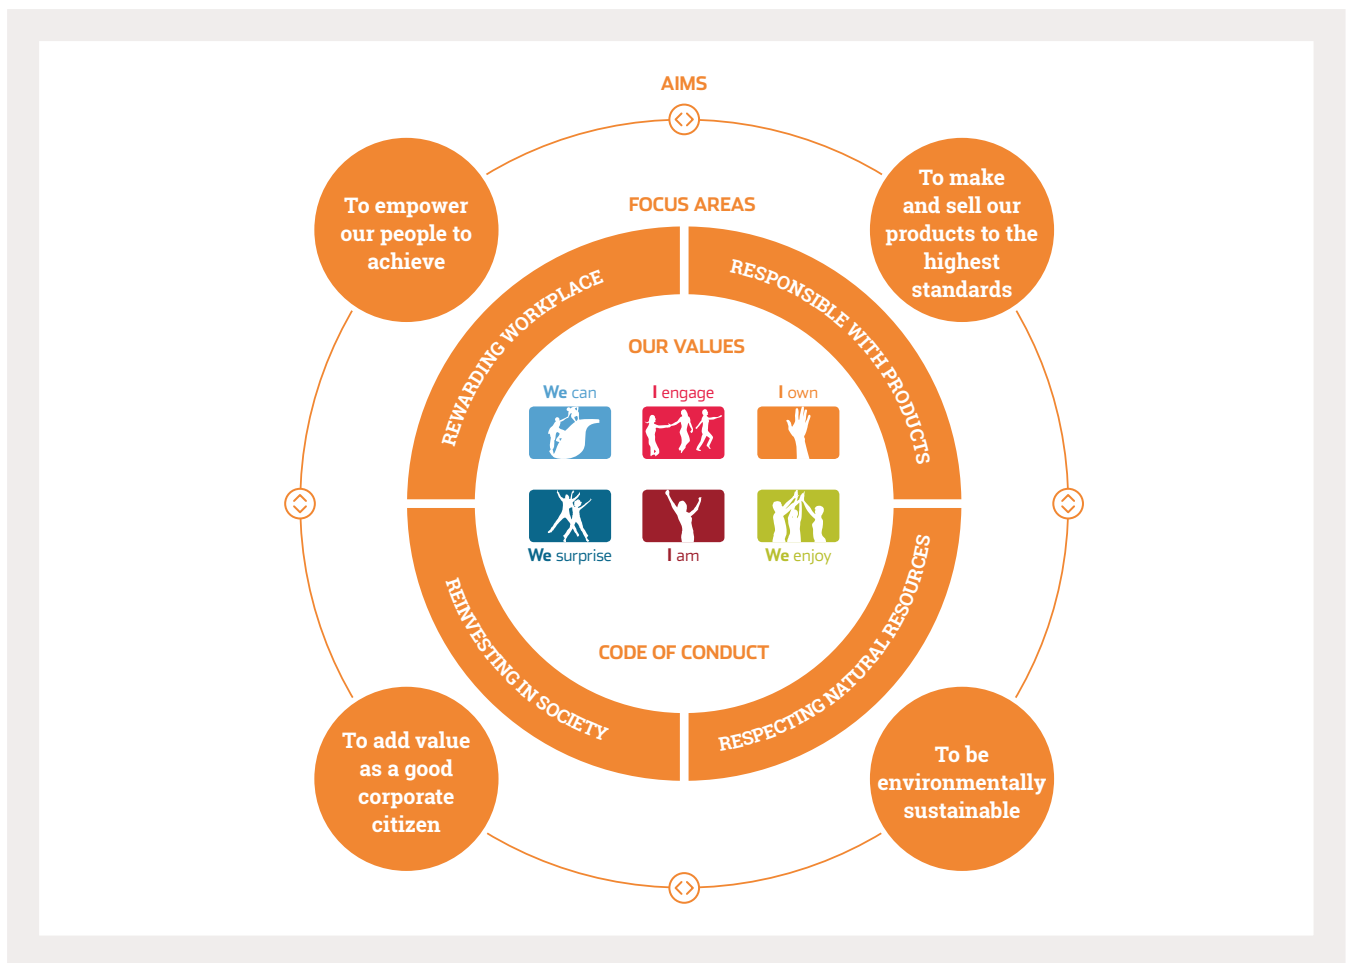 AIMS
To empower
our people to
achieve
To make
and sell our
products to the
highest
standards
FOCUS AREAS
REWARDING WORKPLACE
RESPONSIBLE WITH PRODUCTS
OUR VALUES
We can
I engage
I own
We surprise
I am
We enjoy
CODE OF CONDUCT
REINVESTING IN SOCIETY
RESPECTING NATURAL RESOURCES
To add value
as a good
corporate
citizen
To be
environmentally
sustainable